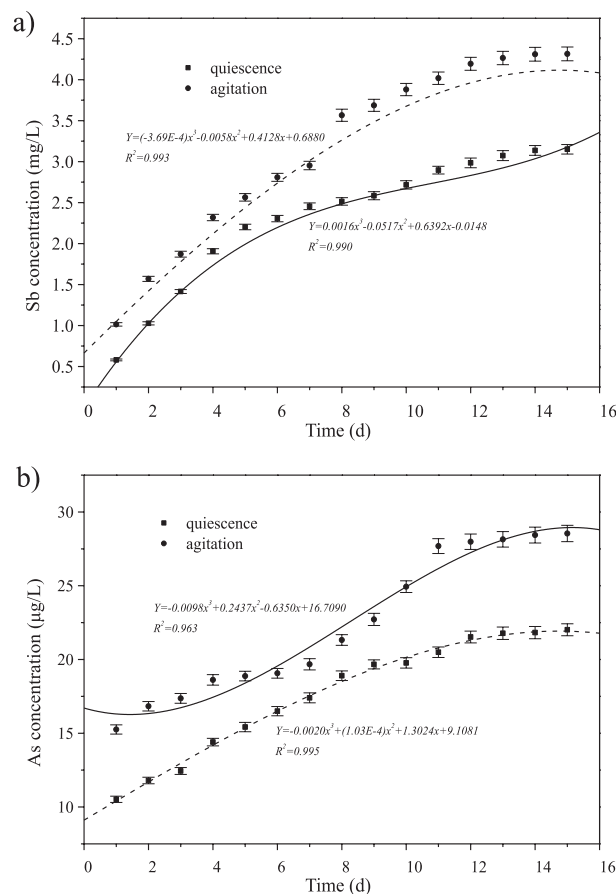 a)
4.5
4.0
3.5
3.0
2.5
2.0
1.5
1.0
0.5
Sb concentration (mg/L)
quiescence
agitation
Y=(-3.69E-4)x³-0.0058x²+0.4128x+0.6880
R²=0.993
Y=0.0016x³-0.0517x²+0.6392x-0.0148
R²=0.990
0 2 4 6 8 10 12 14 16
Time (d)
b)
30
25
20
15
10
As concentration (μg/L)
quiescence
agitation
Y=-0.0098x³+0.2437x²-0.6350x+16.7090
R²=0.963
Y=-0.0020x³+(1.03E-4)x²+1.3024x+9.1081
R²=0.995
0 2 4 6 8 10 12 14 16
Time (d)